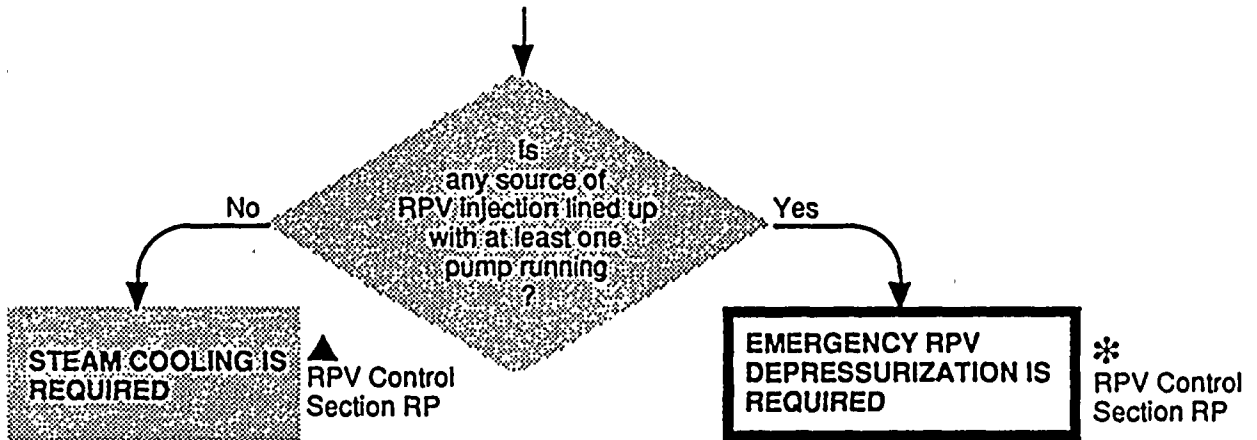 Is
any source of
RPV injection lined up
with at least one
pump running
?
No
Yes
STEAM COOLING IS
REQUIRED
▲
RPV Control
Section RP
EMERGENCY RPV
DEPRESSURIZATION IS
REQUIRED
✻
RPV Control
Section RP